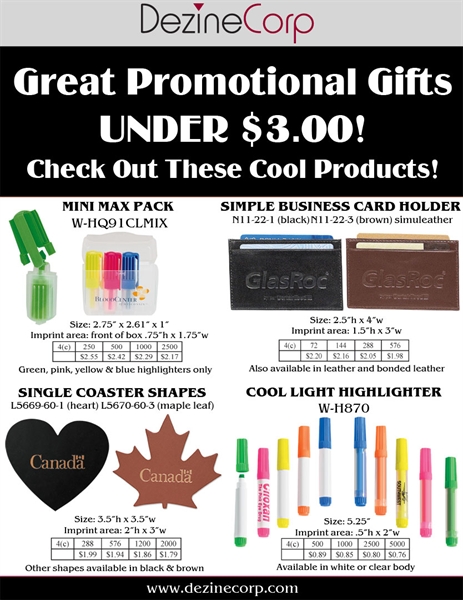 DezineCorp
Great Promotional Gifts
UNDER $3.00!
Check Out These Cool Products!
MINI MAX PACK
W-HQ91CLMIX
BloodCenter
Size: 2.75" x 2.61" x 1"
Imprint area: front of box .75"h x 1.75"w
4(c) 250 500 1000 2500
$2.55 $2.42 $2.29 $2.17
Green, pink, yellow & blue highlighters only
SIMPLE BUSINESS CARD HOLDER
N11-22-1 (black) N11-22-3 (brown) simuleather
GlasRoc
GlasRoc
Size: 2.5"h x 4"w
Imprint area: 1.5"h x 3"w
4(c) 72 144 288 576
$2.20 $2.16 $2.05 $1.98
Also available in leather and bonded leather
SINGLE COASTER SHAPES
L5669-60-1 (heart) L5670-60-3 (maple leaf)
Canada
Canada
Size: 3.5"h x 3.5"w
Imprint area: 2"h x 3"w
4(c) 288 576 1200 2000
$1.99 $1.94 $1.86 $1.79
Other shapes available in black & brown
COOL LIGHT HIGHLIGHTER
W-H870
Size: 5.25"
Imprint area: .5"h x 2"w
4(c) 500 1000 2500 5000
$0.89 $0.85 $0.80 $0.76
Available in white or clear body
www.dezinecorp.com